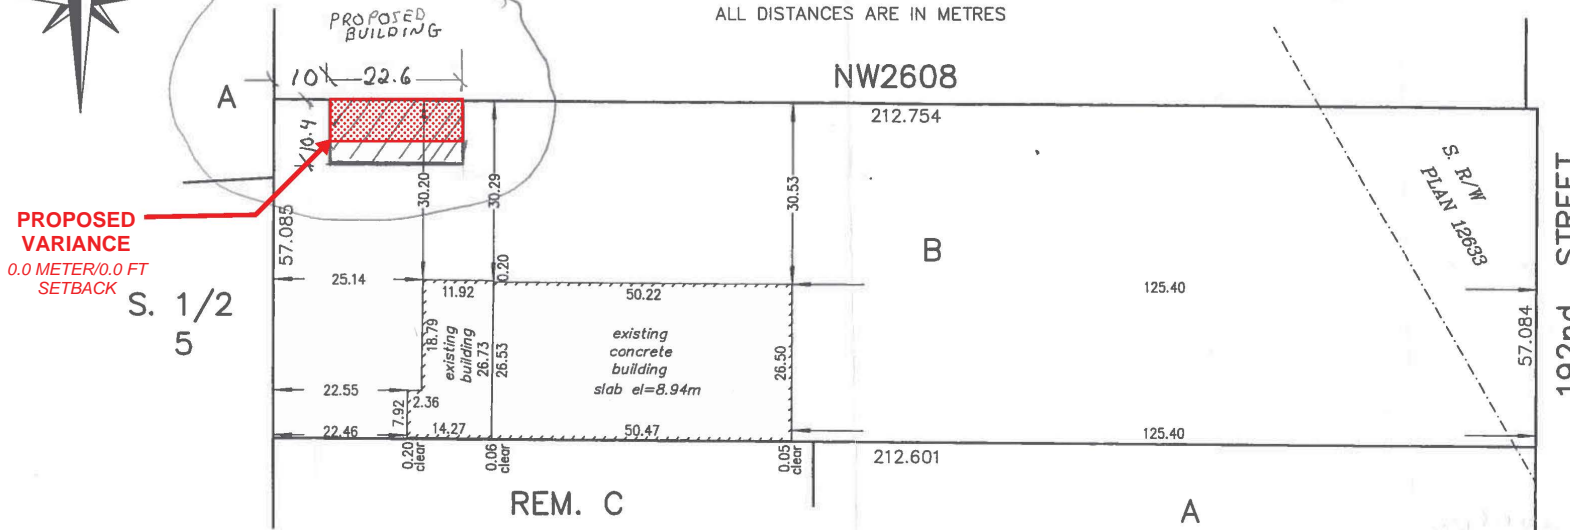 ALL DISTANCES ARE IN METRES
PROPOSED
BUILDING
10
22.6
NW2608
A
212.754
10.4
30.20
30.29
30.53
S. R/W
PLAN 12633
192nd STREET
PROPOSED
VARIANCE
0.0 METER/0.0 FT
SETBACK
57.085
B
S. 1/2
5
25.14
0.20
11.92
50.22
125.40
18.79
existing
building
26.73
26.53
existing
concrete
building
slab el=8.94m
26.50
57.084
22.55
2.36
7.92
22.46
14.27
50.47
125.40
0.20
clear
0.06
clear
0.05
clear
212.601
REM. C
A